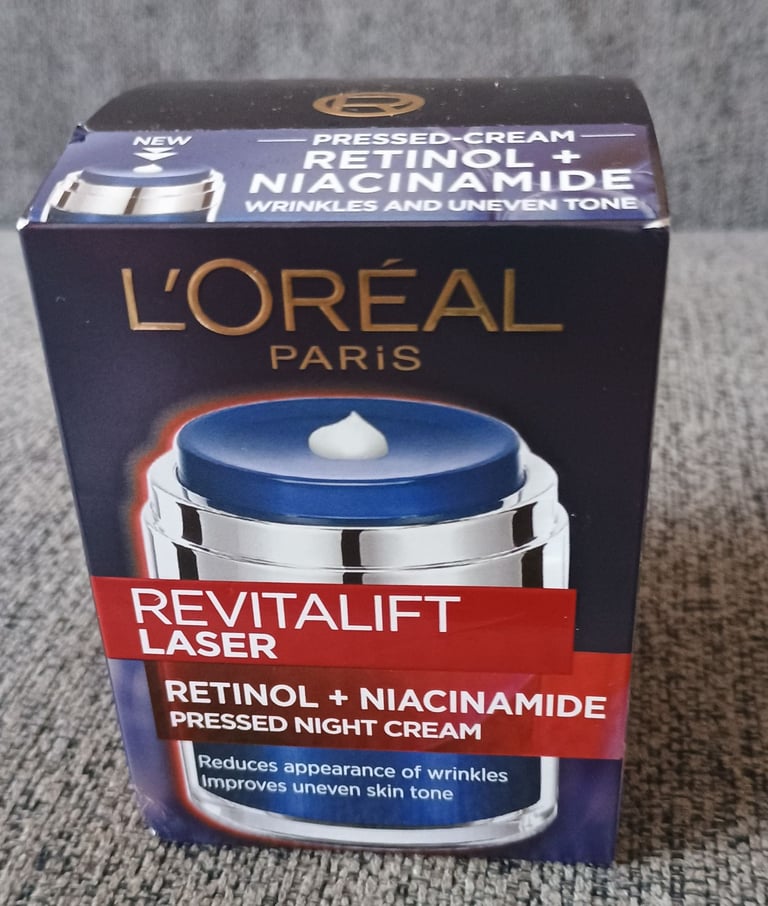 NEW
PRESSED-CREAM
RETINOL +
NIACINAMIDE
WRINKLES AND UNEVEN TONE
L'ORÉAL
PARiS
REVITALIFT
LASER
RETINOL + NIACINAMIDE
PRESSED NIGHT CREAM
Reduces appearance of wrinkles
Improves uneven skin tone